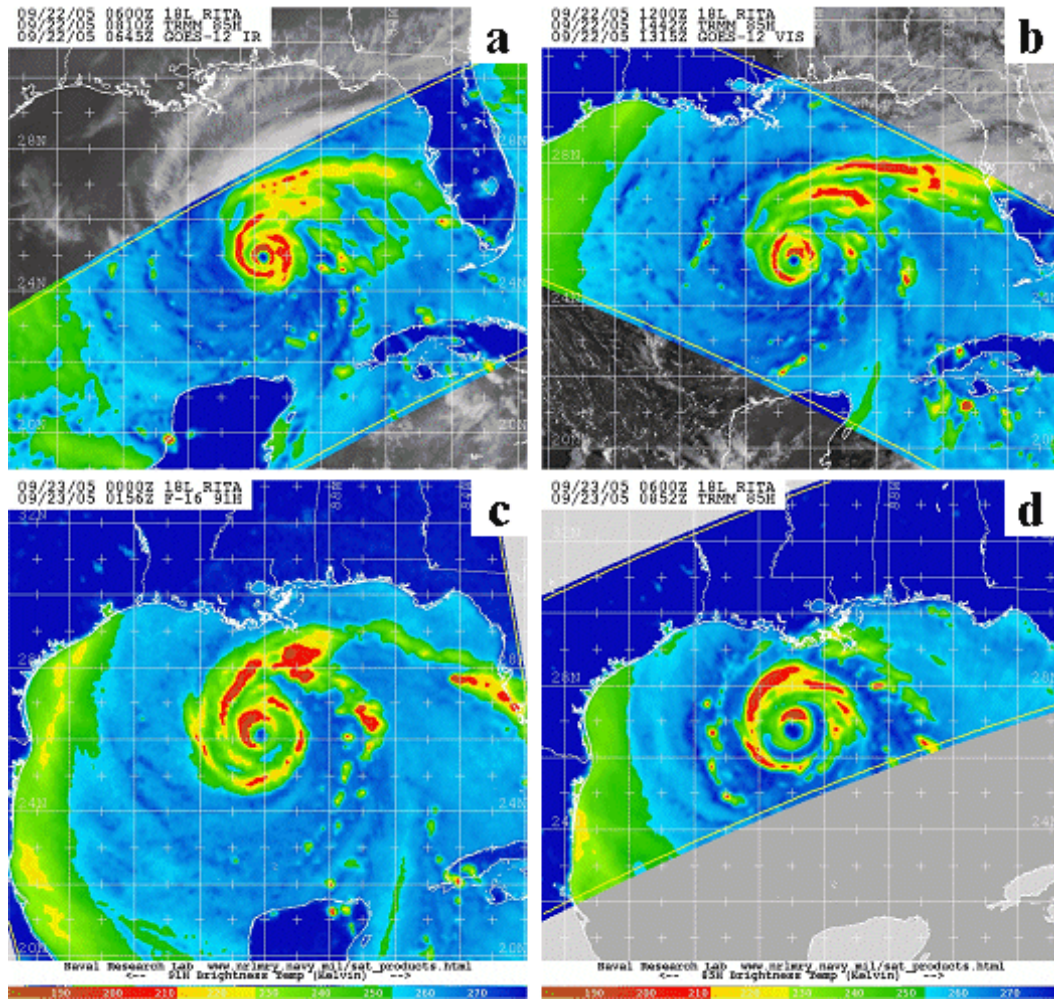 09/22/05 0600Z 18L RITA
09/22/05 0610Z TRMM 85H
09/22/05 0645Z GOES-12 IR
a
28N
24N
20N
09/22/05 1200Z 18L RITA
09/22/05 1442Z TRMM 85H
09/22/05 1315Z GOES-12 VIS
b
28N
24N
20N
09/23/05 0000Z 18L RITA
09/23/05 0156Z F-16 91H
c
88W
84W
32N
28N
24N
20N
09/23/05 0600Z 18L RITA
09/23/05 0852Z TRMM 85H
d
88W
32N
28N
24N
20N
Naval Research Lab www.nrlmry.navy.mil/sat_products.html
<-- 91H Brightness Temp (Kelvin) -->
190 200 210 220 230 240 250 260 270
Naval Research Lab www.nrlmry.navy.mil/sat_products.html
<-- 85H Brightness Temp (Kelvin) -->
190 200 210 220 230 240 250 260 270